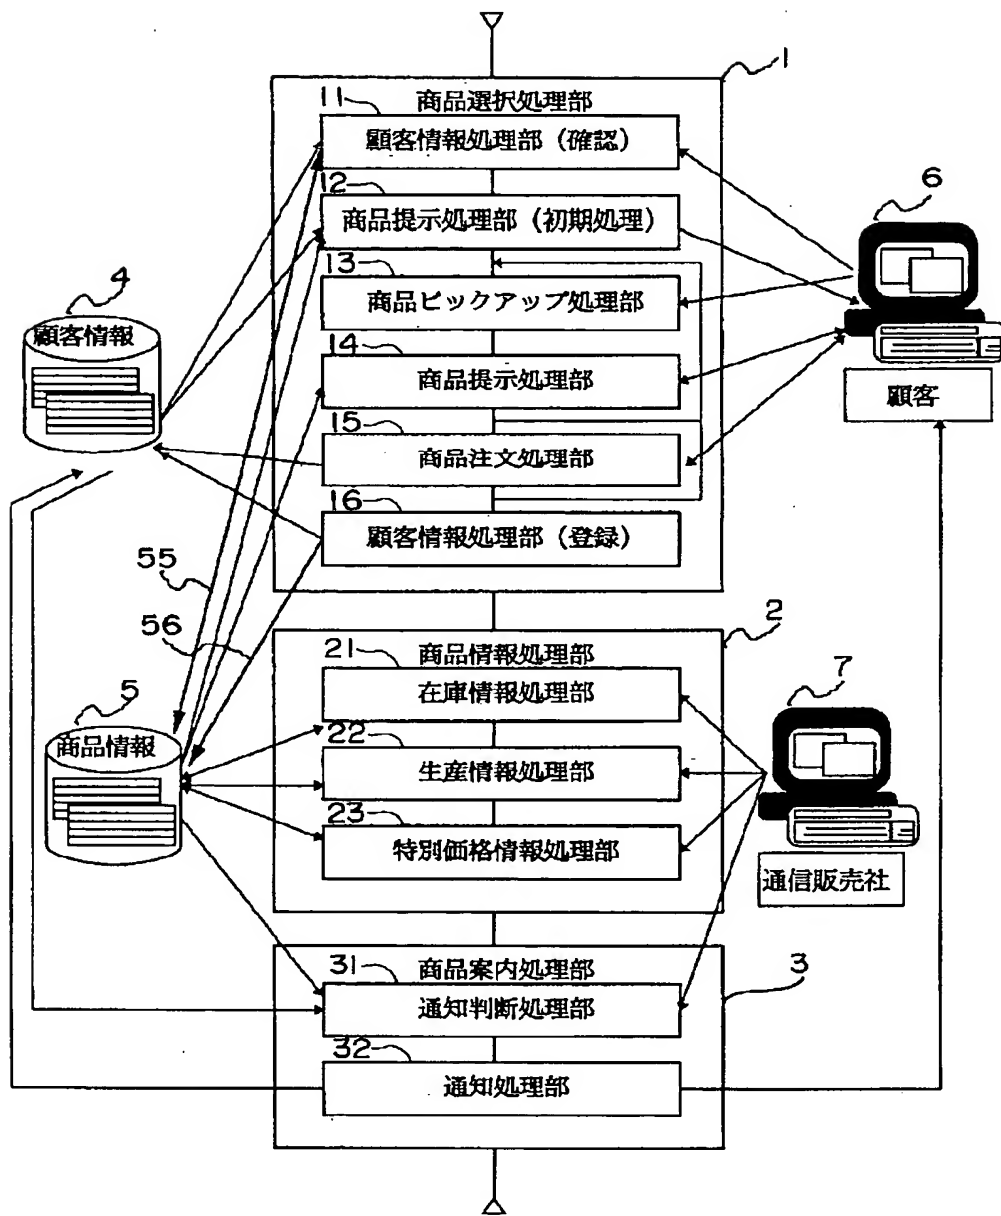 1
商品選択処理部
11
顧客情報処理部（確認）
12
商品提示処理部（初期処理）
13
商品ピックアップ処理部
14
商品提示処理部
15
商品注文処理部
16
顧客情報処理部（登録）
4
顧客情報
6
顧客
55
56
2
商品情報処理部
21
在庫情報処理部
22
生産情報処理部
23
特別価格情報処理部
5
商品情報
7
通信販売社
3
商品案内処理部
31
通知判断処理部
32
通知処理部